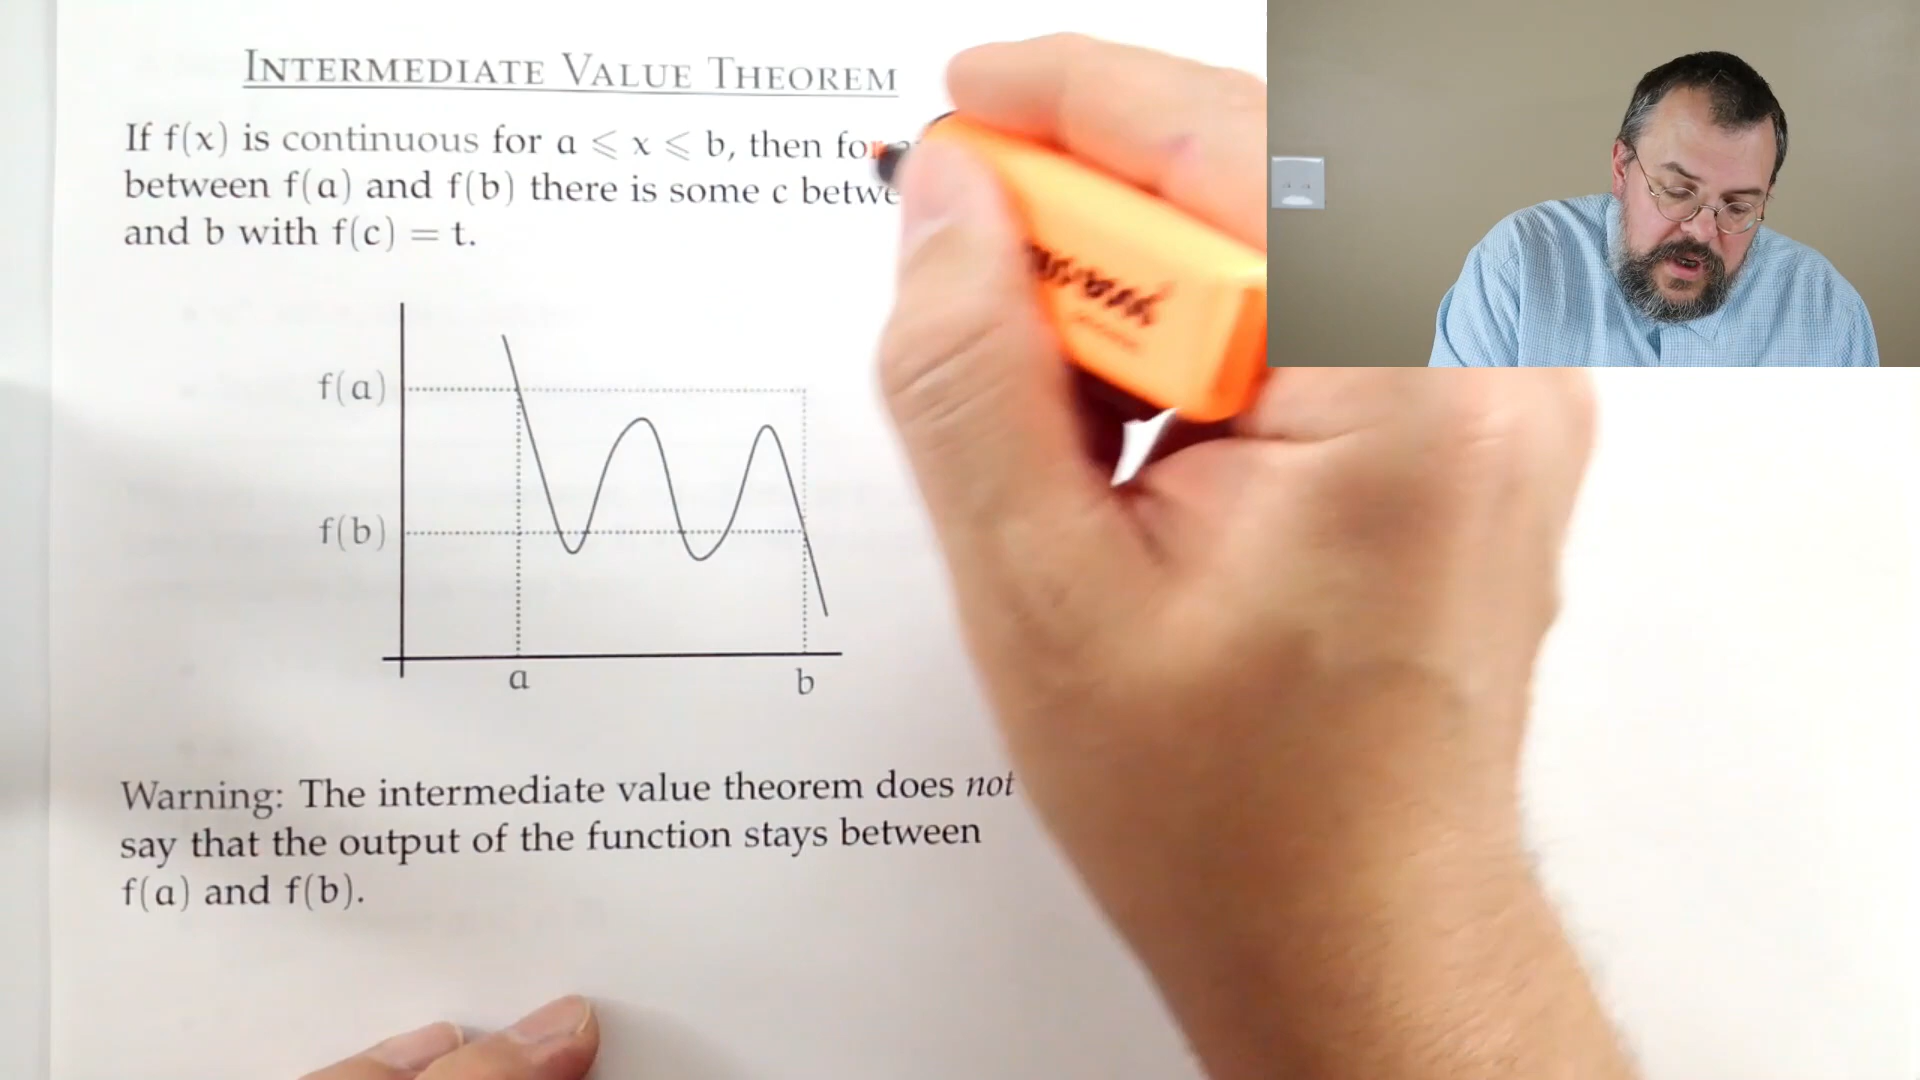 INTERMEDIATE VALUE THEOREM
If f(x) is continuous for a ⩽ x ⩽ b, then for
between f(a) and f(b) there is some c betwe
and b with f(c) = t.
f(a)
f(b)
a b
Warning: The intermediate value theorem does not
say that the output of the function stays between
f(a) and f(b).